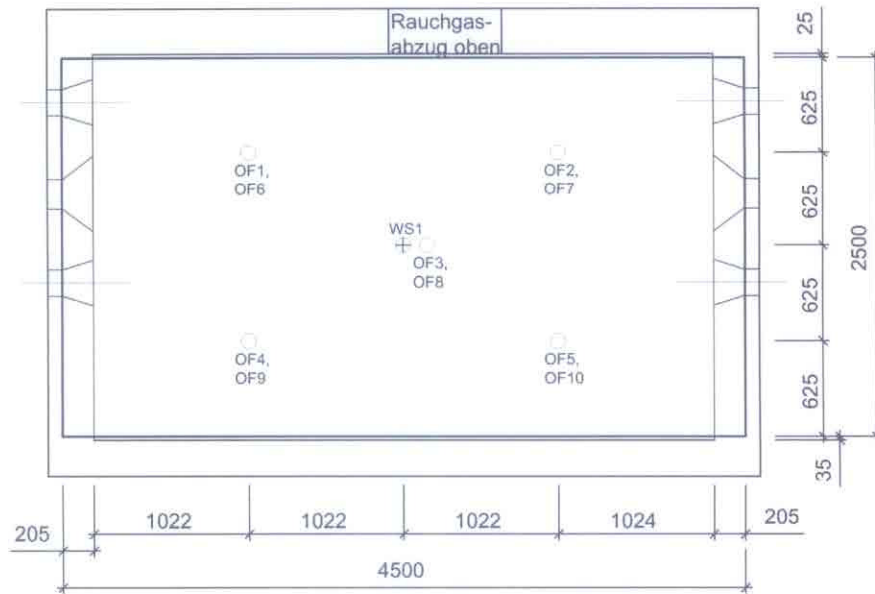 Rauchgas-
abzug oben
25
625
OF1,
OF6
OF2,
OF7
625
WS1
OF3,
OF8
2500
625
OF4,
OF9
OF5,
OF10
625
35
1022
1022
1022
1024
205
205
4500